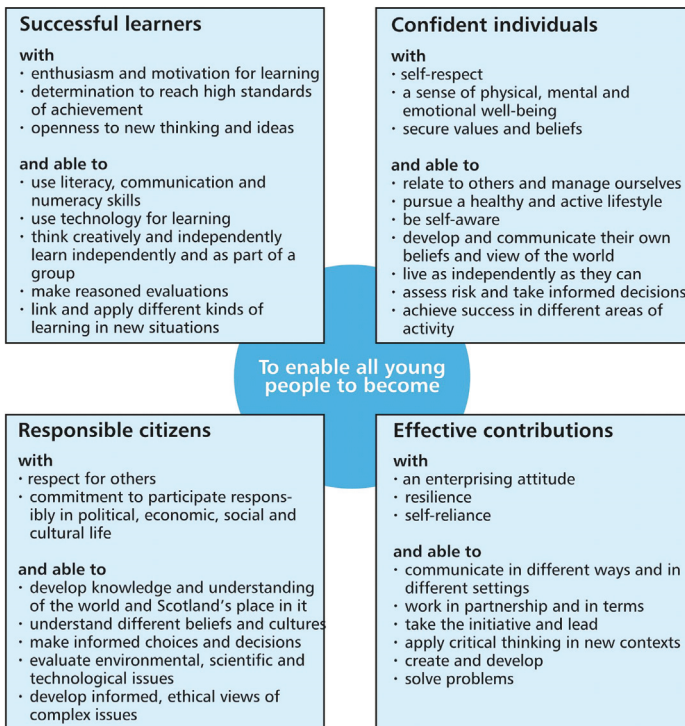 Successful learners
with
· enthusiasm and motivation for learning
· determination to reach high standards
of achievement
· openness to new thinking and ideas
and able to
· use literacy, communication and
numeracy skills
· use technology for learning
· think creatively and independently
learn independently and as part of a
group
· make reasoned evaluations
· link and apply different kinds of
learning in new situations
Confident individuals
with
· self-respect
· a sense of physical, mental and
emotional well-being
· secure values and beliefs
and able to
· relate to others and manage ourselves
· pursue a healthy and active lifestyle
· be self-aware
· develop and communicate their own
beliefs and view of the world
· live as independently as they can
· assess risk and take informed decisions
· achieve success in different areas of
activity
To enable all young
people to become
Responsible citizens
with
· respect for others
· commitment to participate respons-
ibly in political, economic, social and
cultural life
and able to
· develop knowledge and understanding
of the world and Scotland's place in it
· understand different beliefs and cultures
· make informed choices and decisions
· evaluate environmental, scientific and
technological issues
· develop informed, ethical views of
complex issues
Effective contributions
with
· an enterprising attitude
· resilience
· self-reliance
and able to
· communicate in different ways and in
different settings
· work in partnership and in terms
· take the initiative and lead
· apply critical thinking in new contexts
· create and develop
· solve problems